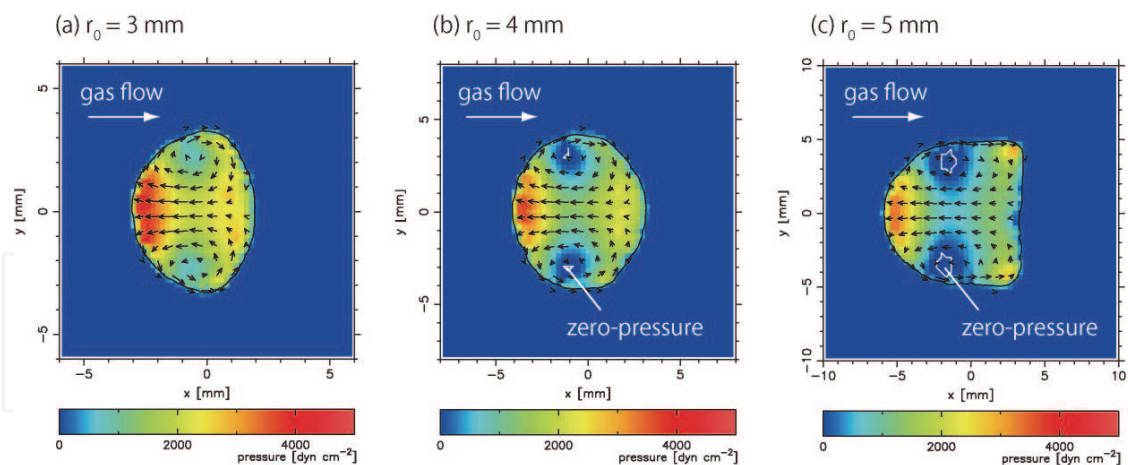 (a) r₀ = 3 mm
gas flow
5
0
−5
y [mm]
−5 0 5
x [mm]
0 2000 4000
pressure [dyn cm⁻²]
(b) r₀ = 4 mm
gas flow
zero-pressure
5
0
−5
y [mm]
−5 0 5
x [mm]
0 2000 4000
pressure [dyn cm⁻²]
(c) r₀ = 5 mm
gas flow
zero-pressure
10
5
0
−5
−10
y [mm]
−10 −5 0 5 10
x [mm]
0 2000 4000
pressure [dyn cm⁻²]